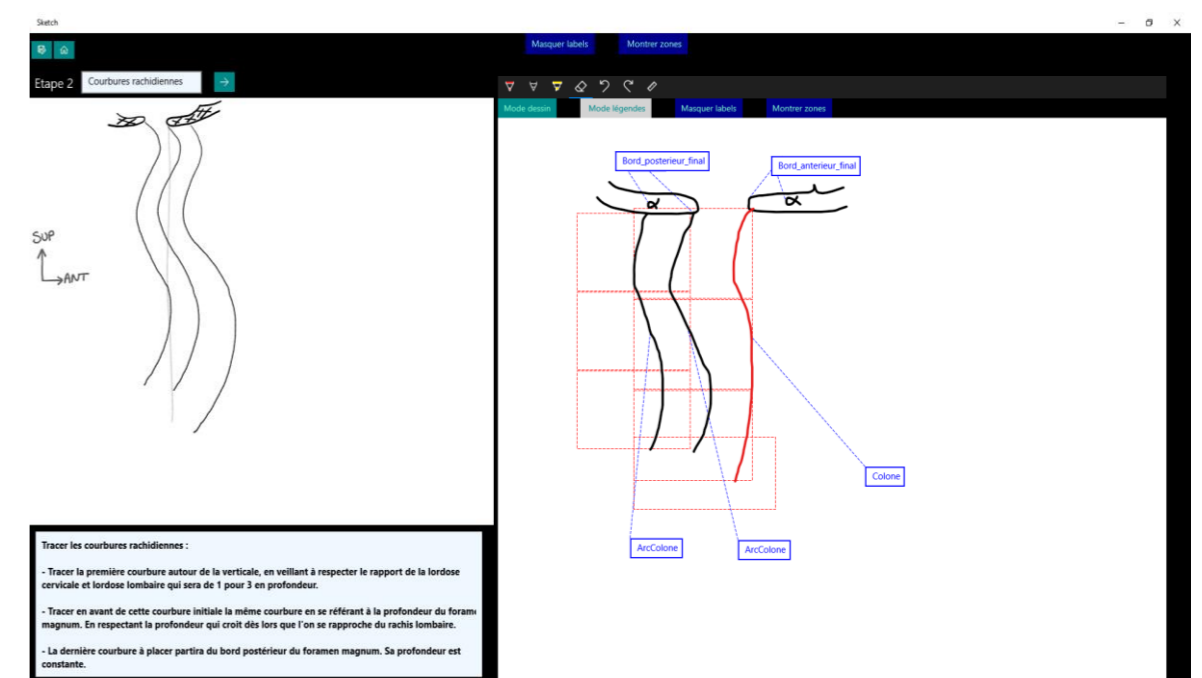 Sketch
Masquer labels
Montrer zones
Etape 2
Courbures rachidiennes
Mode dessin
Mode légendes
Masquer labels
Montrer zones
SUP
ANT
Bord_posterieur_final
Bord_anterieur_final
α
α
Colone
ArcColone
ArcColone
Tracer les courbures rachidiennes :
- Tracer la première courbure autour de la verticale, en veillant à respecter le rapport de la lordose
cervicale et lordose lombaire qui sera de 1 pour 3 en profondeur.
- Tracer en avant de cette courbure initiale la même courbure en se référant à la profondeur du forame
magnum. En respectant la profondeur qui croit dès lors que l'on se rapproche du rachis lombaire.
- La dernière courbure à placer partira du bord postérieur du foramen magnum. Sa profondeur est
constante.